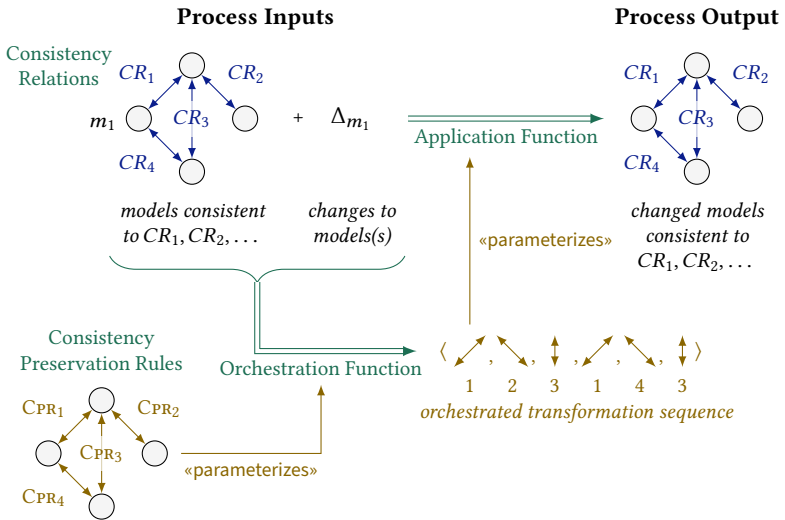 Process Inputs
Process Output
Consistency
Relations
CR1
CR2
CR3
CR4
m1
+
Δm1
Application Function
CR1
CR2
CR3
CR4
models consistent
to CR1, CR2, . . .
changes to
models(s)
«parameterizes»
changed models
consistent to
CR1, CR2, . . .
Consistency
Preservation Rules
Orchestration Function
⟨ , , , , , ⟩
1 2 3 1 4 3
orchestrated transformation sequence
CPR1
CPR2
CPR3
CPR4
«parameterizes»